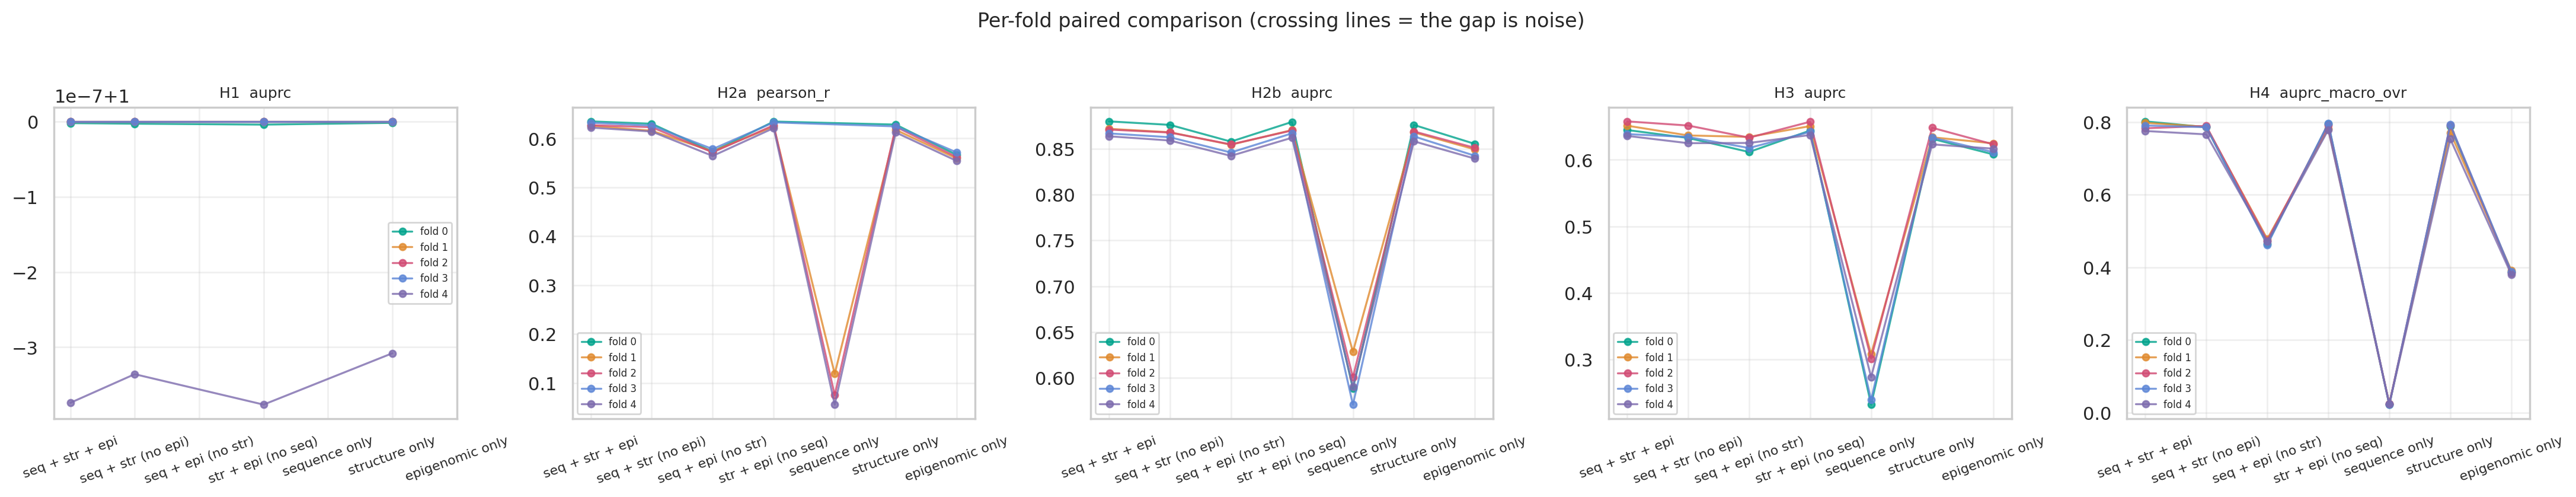 Per-fold paired comparison (crossing lines = the gap is noise)
H1 auprc
1e−7+1
0
−1
−2
−3
fold 0
fold 1
fold 2
fold 3
fold 4
seq + str + epi
seq + str (no epi)
seq + epi (no str)
str + epi (no seq)
sequence only
structure only
epigenomic only
H2a pearson_r
0.6
0.5
0.4
0.3
0.2
0.1
fold 0
fold 1
fold 2
fold 3
fold 4
seq + str + epi
seq + str (no epi)
seq + epi (no str)
str + epi (no seq)
sequence only
structure only
epigenomic only
H2b auprc
0.85
0.80
0.75
0.70
0.65
0.60
fold 0
fold 1
fold 2
fold 3
fold 4
seq + str + epi
seq + str (no epi)
seq + epi (no str)
str + epi (no seq)
sequence only
structure only
epigenomic only
H3 auprc
0.6
0.5
0.4
0.3
fold 0
fold 1
fold 2
fold 3
fold 4
seq + str + epi
seq + str (no epi)
seq + epi (no str)
str + epi (no seq)
sequence only
structure only
epigenomic only
H4 auprc_macro_ovr
0.8
0.6
0.4
0.2
0.0
fold 0
fold 1
fold 2
fold 3
fold 4
seq + str + epi
seq + str (no epi)
seq + epi (no str)
str + epi (no seq)
sequence only
structure only
epigenomic only